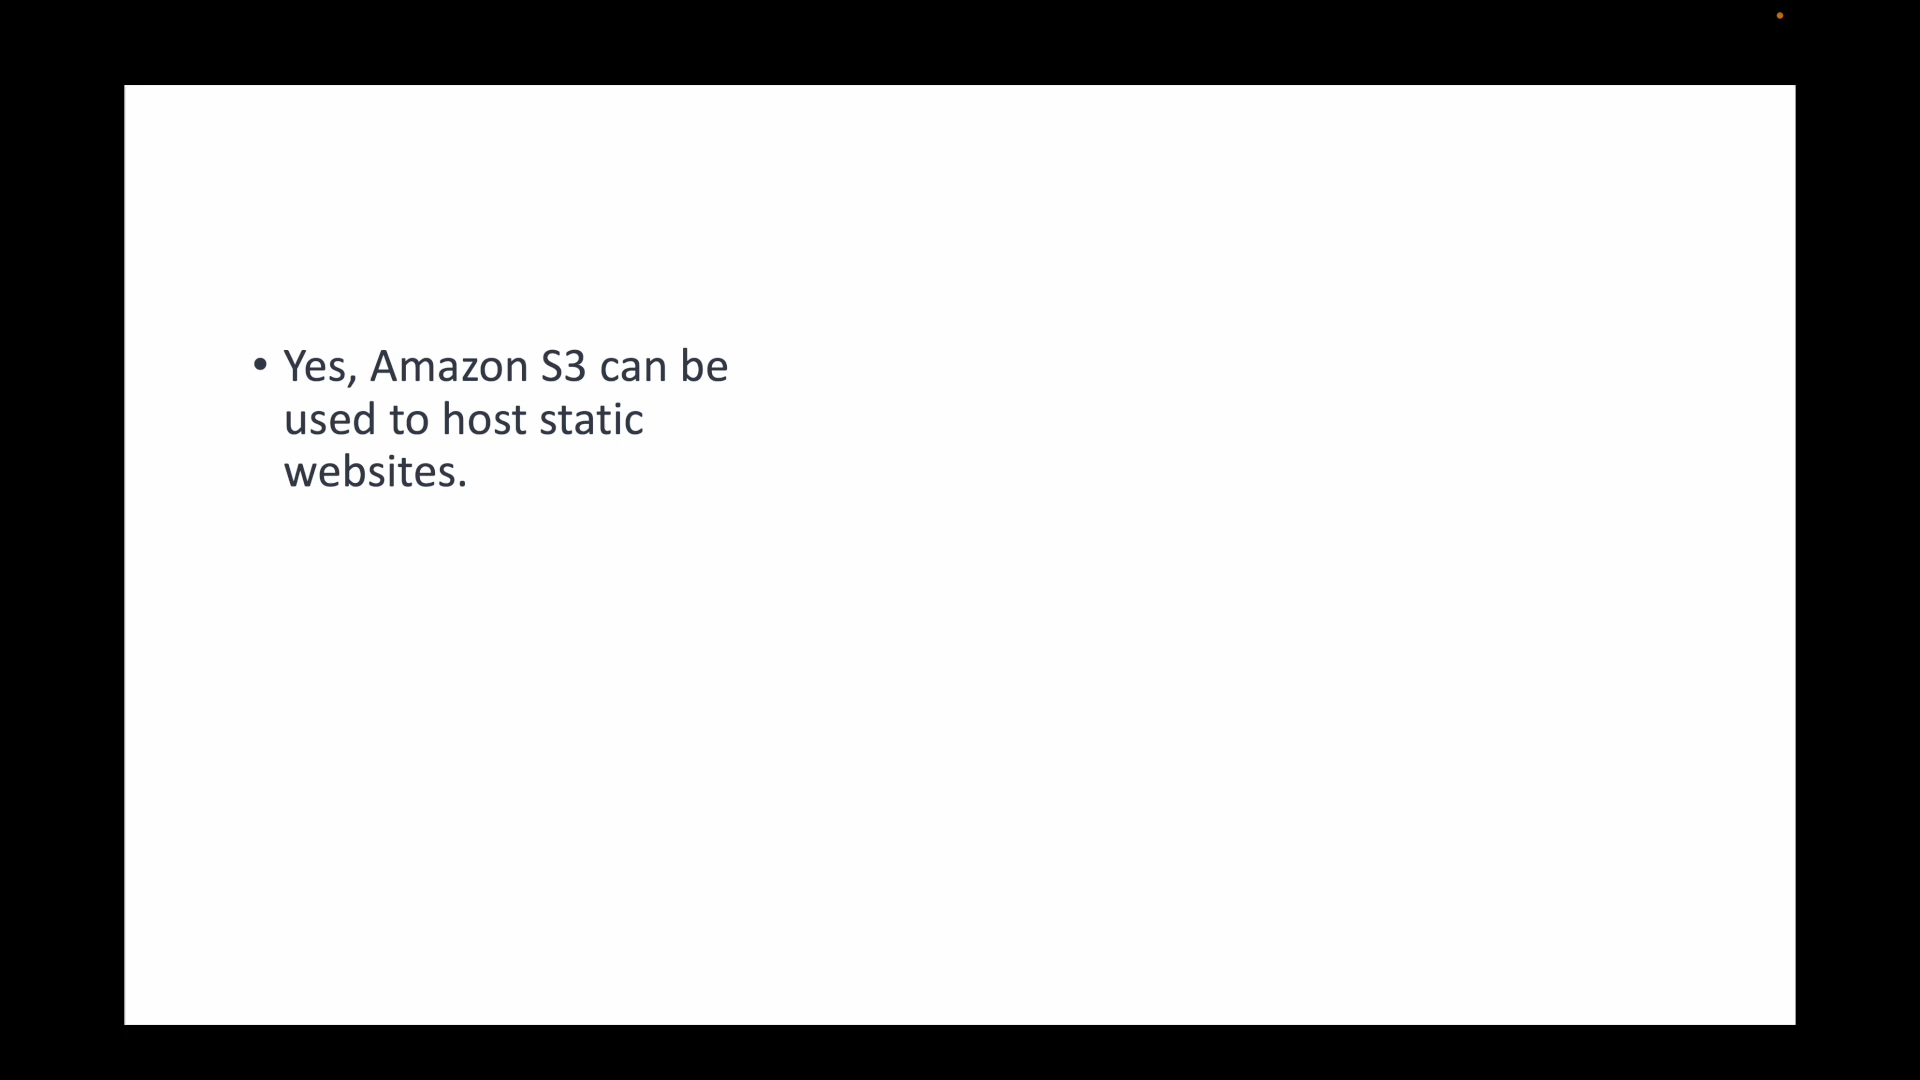 • Yes, Amazon S3 can be
used to host static
websites.